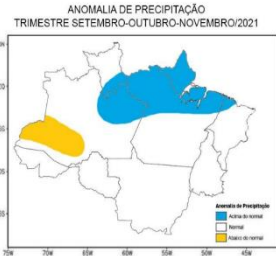 ANOMALIA DE PRECIPITAÇÃO
TRIMESTRE SETEMBRO-OUTUBRO-NOVEMBRO/2021
Anomalia de Precipitação
Acima do normal
Normal
Abaixo do normal
75W 70W 65W 60W 55W 50W 45W